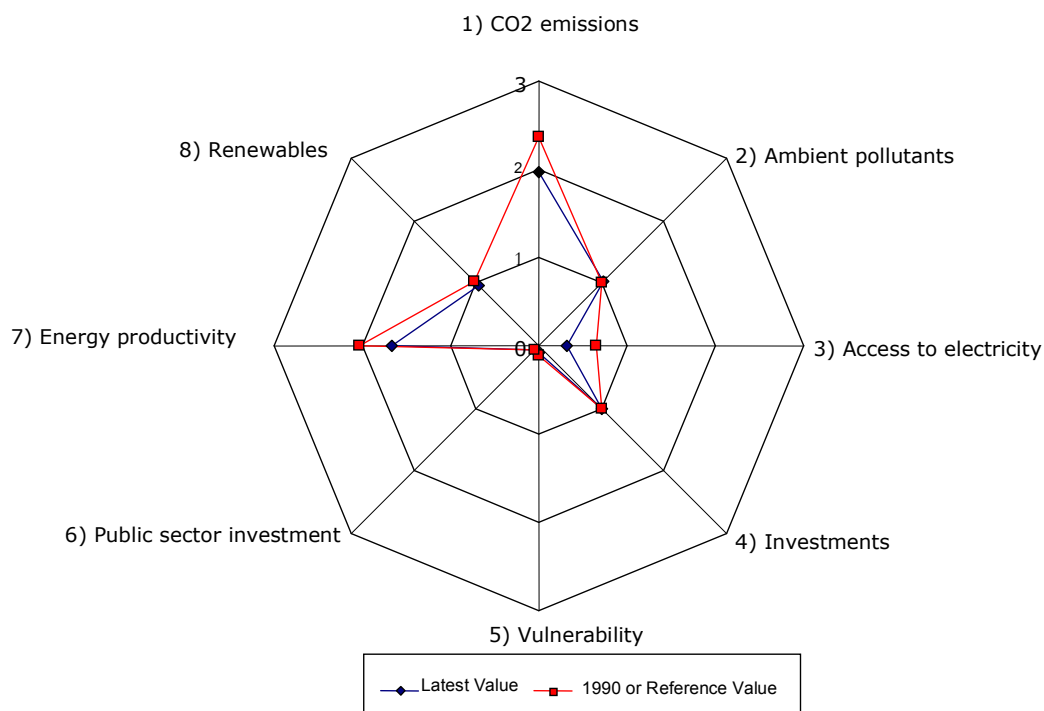 1) CO2 emissions
3
8) Renewables
2) Ambient pollutants
2
1
7) Energy productivity
0
3) Access to electricity
6) Public sector investment
4) Investments
5) Vulnerability
Latest Value
1990 or Reference Value